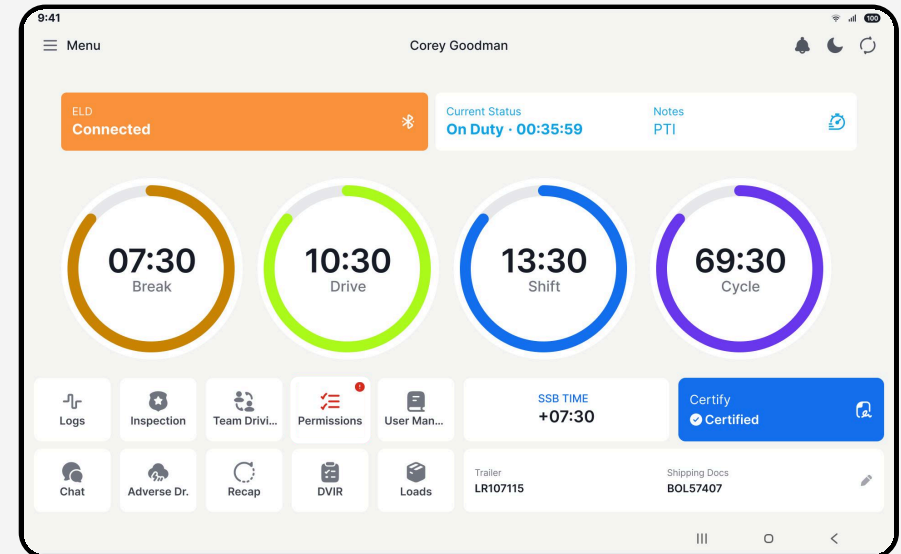 9:41
100
Menu
Corey Goodman
ELD
Connected
Current Status
On Duty · 00:35:59
Notes
PTI
07:30
Break
10:30
Drive
13:30
Shift
69:30
Cycle
Logs
Inspection
Team Drivi...
Permissions
User Man...
SSB TIME
+07:30
Certify
Certified
Chat
Adverse Dr.
Recap
DVIR
Loads
Trailer
LR107115
Shipping Docs
BOL57407